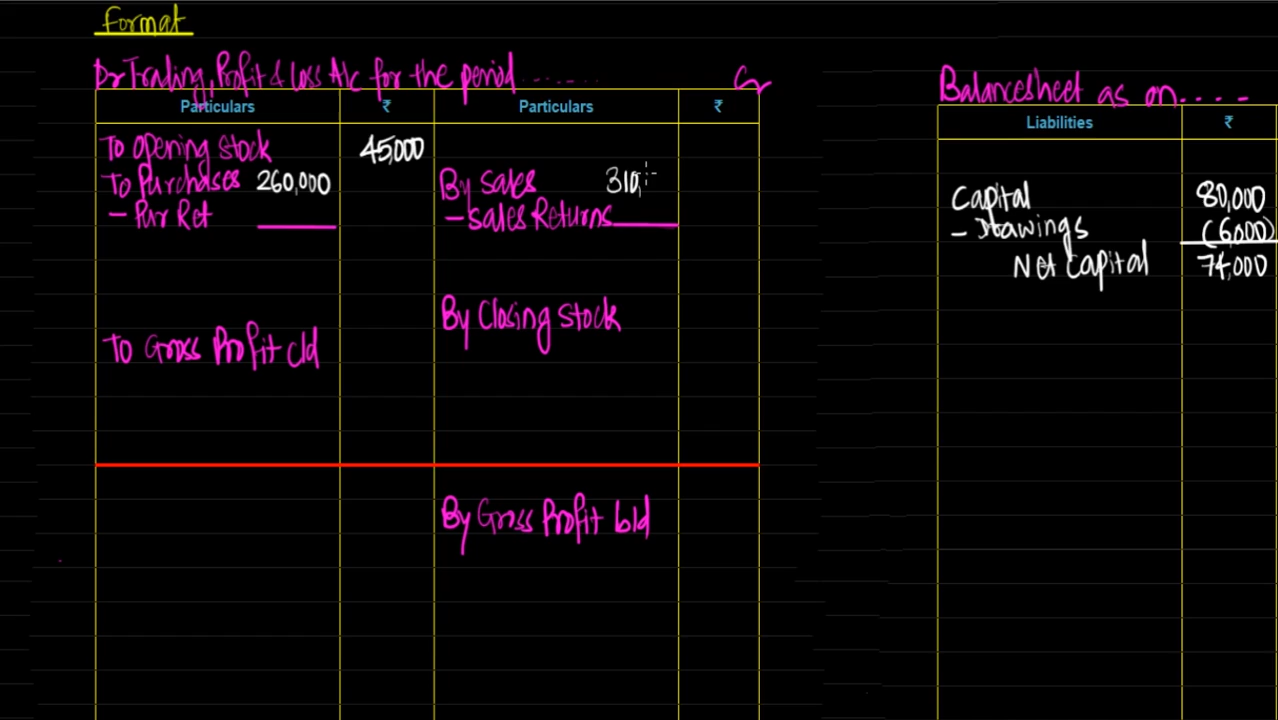 Format
Dr Trading, Profit & Loss A/c for the period........ Cr
Particulars ₹ Particulars ₹
To Opening Stock 45,000
To Purchases 260,000 By Sales 310,
- Pur Ret - Sales Returns
By Closing Stock
To Gross Profit c/d
By Gross Profit b/d
Balancesheet as on....-
Liabilities ₹
Capital 80,000
- Drawings (6,000)
Net Capital 74,000